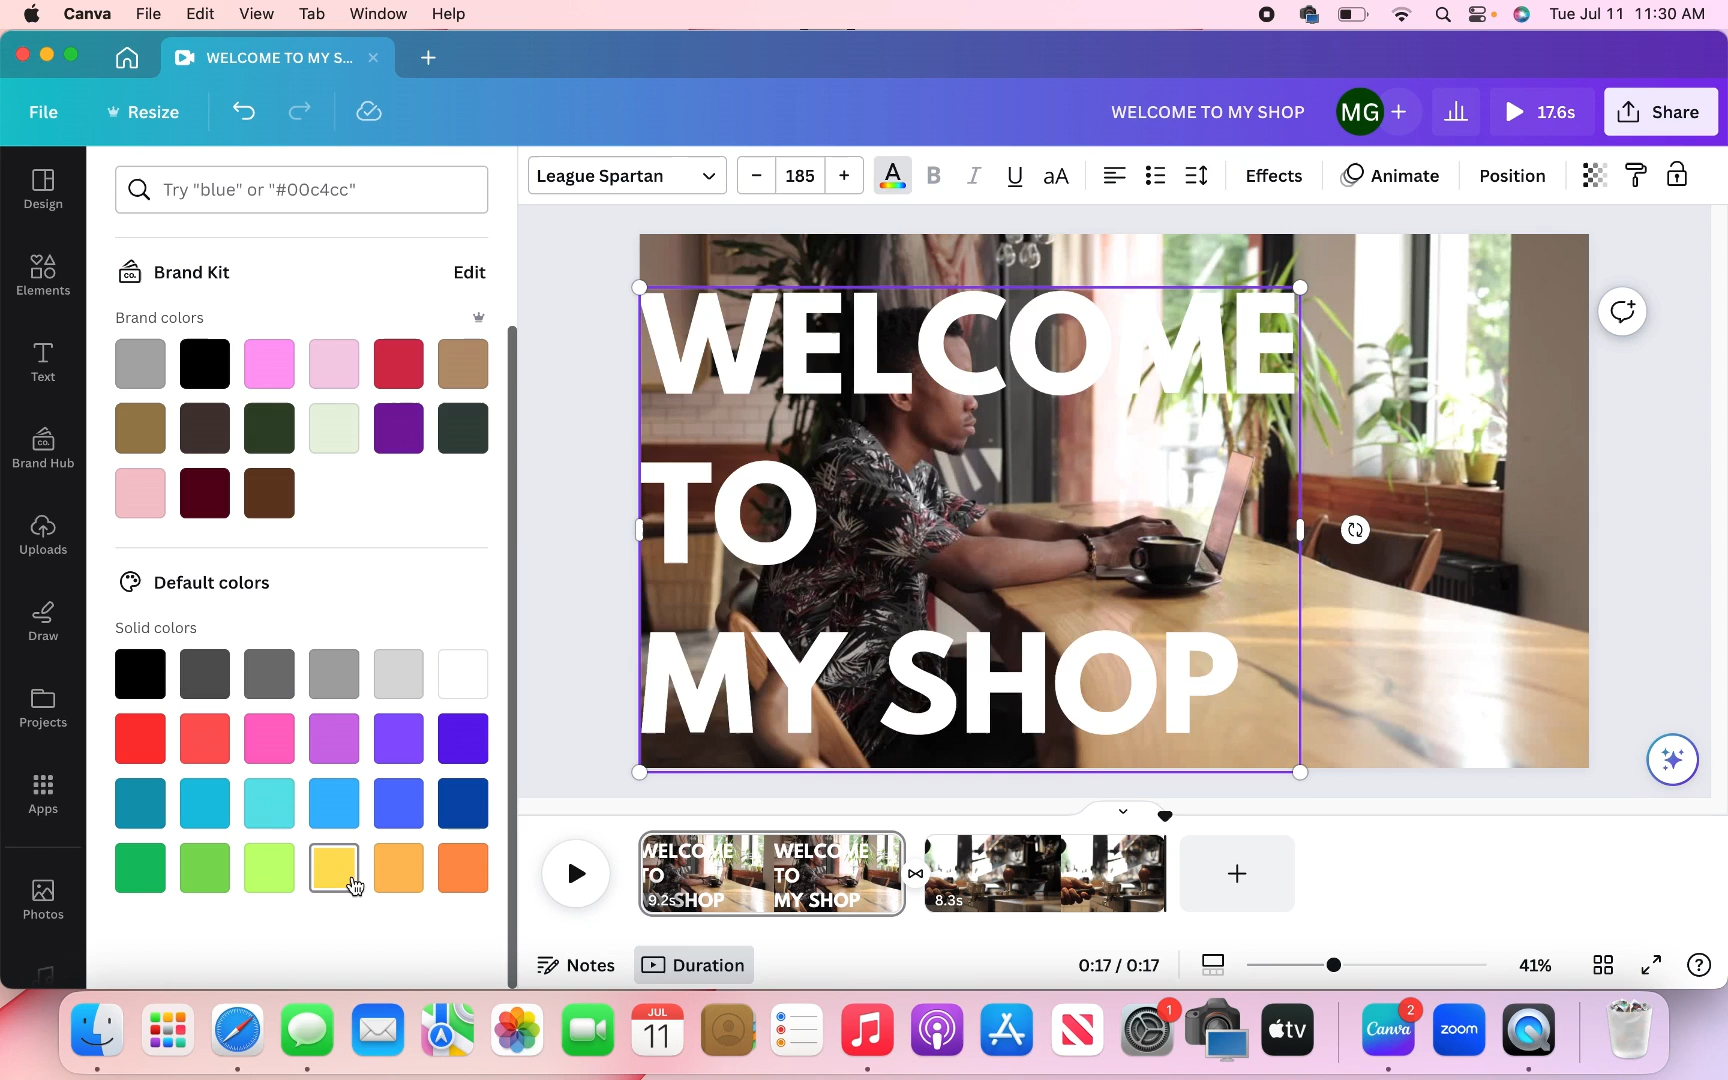 Canva File Edit View Tab Window Help Tue Jul 11 11:30 AM
WELCOME TO MY S...
File Resize WELCOME TO MY SHOP MG 17.6s Share
Try "blue" or "#00c4cc"
League Spartan 185 A B I U aA Effects Animate Position
Design
Elements
Text
Brand Hub
Uploads
Draw
Projects
Apps
Photos
Brand Kit Edit
Brand colors
Default colors
Solid colors
WELCOME
TO
MY SHOP
WELCOME WELCOME
TO TO
SHOP MY SHOP
9.2s 8.3s
Notes Duration 0:17 / 0:17 41%
JUL
11
1
tv
Canva
2
zoom